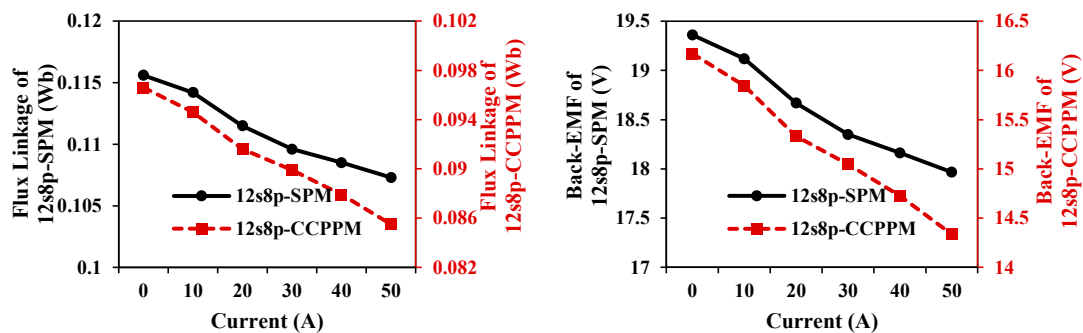 Flux Linkage of
12s8p-SPM (Wb)
0.12
0.115
0.11
0.105
0.1
0.102
0.098
0.094
0.09
0.086
0.082
Flux Linkage of
12s8p-CCPPM (Wb)
12s8p-SPM
12s8p-CCPPM
0 10 20 30 40 50
Current (A)
Back-EMF of
12s8p-SPM (V)
19.5
19
18.5
18
17.5
17
16.5
16
15.5
15
14.5
14
Back-EMF of
12s8p-CCPPM (V)
12s8p-SPM
12s8p-CCPPM
0 10 20 30 40 50
Current (A)